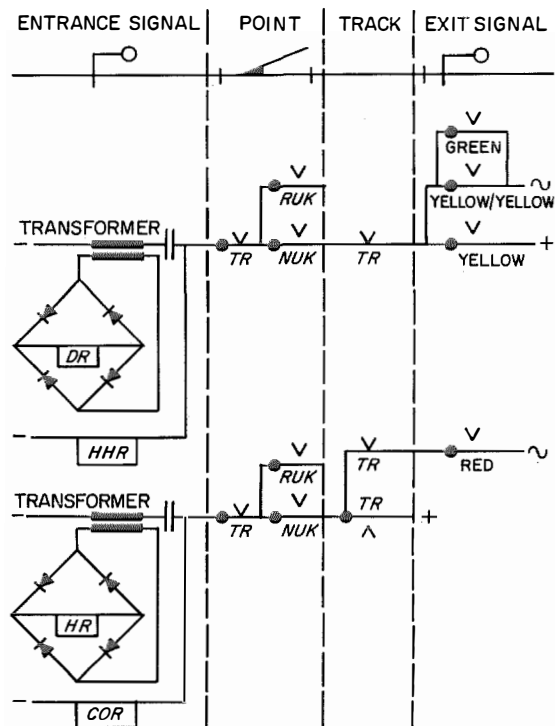 ENTRANCE SIGNAL POINT TRACK EXIT SIGNAL
GREEN
RUK YELLOW/YELLOW ~
TRANSFORMER
− TR NUK TR YELLOW +
DR
− HHR
RUK TR RED ~
TRANSFORMER
− TR NUK TR +
HR
− COR